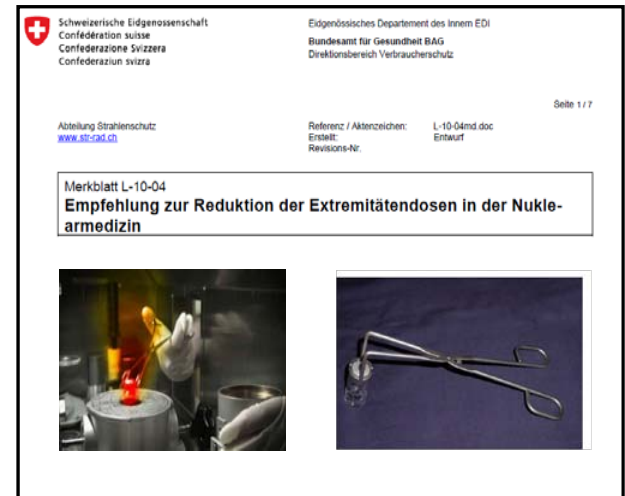 Schweizerische Eidgenossenschaft
Confédération suisse
Confederazione Svizzera
Confederaziun svizra
Eidgenössisches Departement des Innern EDI
Bundesamt für Gesundheit BAG
Direktionsbereich Verbraucherschutz
Seite 1 / 7
Abteilung Strahlenschutz
www.str-rad.ch
Referenz / Aktenzeichen: L-10-04md.doc
Erstellt: Entwurf
Revisions-Nr.
Merkblatt L-10-04
Empfehlung zur Reduktion der Extremitätendosen in der Nukle-
armedizin